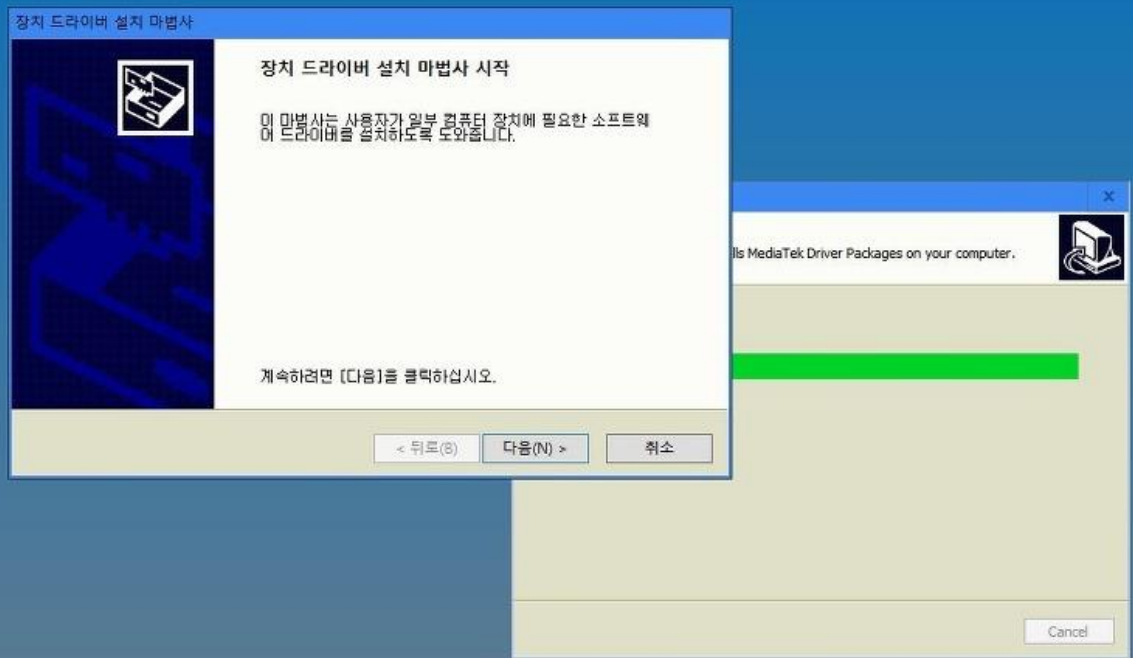 장치 드라이버 설치 마법사
장치 드라이버 설치 마법사 시작
이 마법사는 사용자가 일부 컴퓨터 장치에 필요한 소프트웨
어 드라이버를 설치하도록 도와줍니다.
계속하려면 [다음]을 클릭하십시오.
< 뒤로(B)
다음(N) >
취소
lls MediaTek Driver Packages on your computer.
Cancel